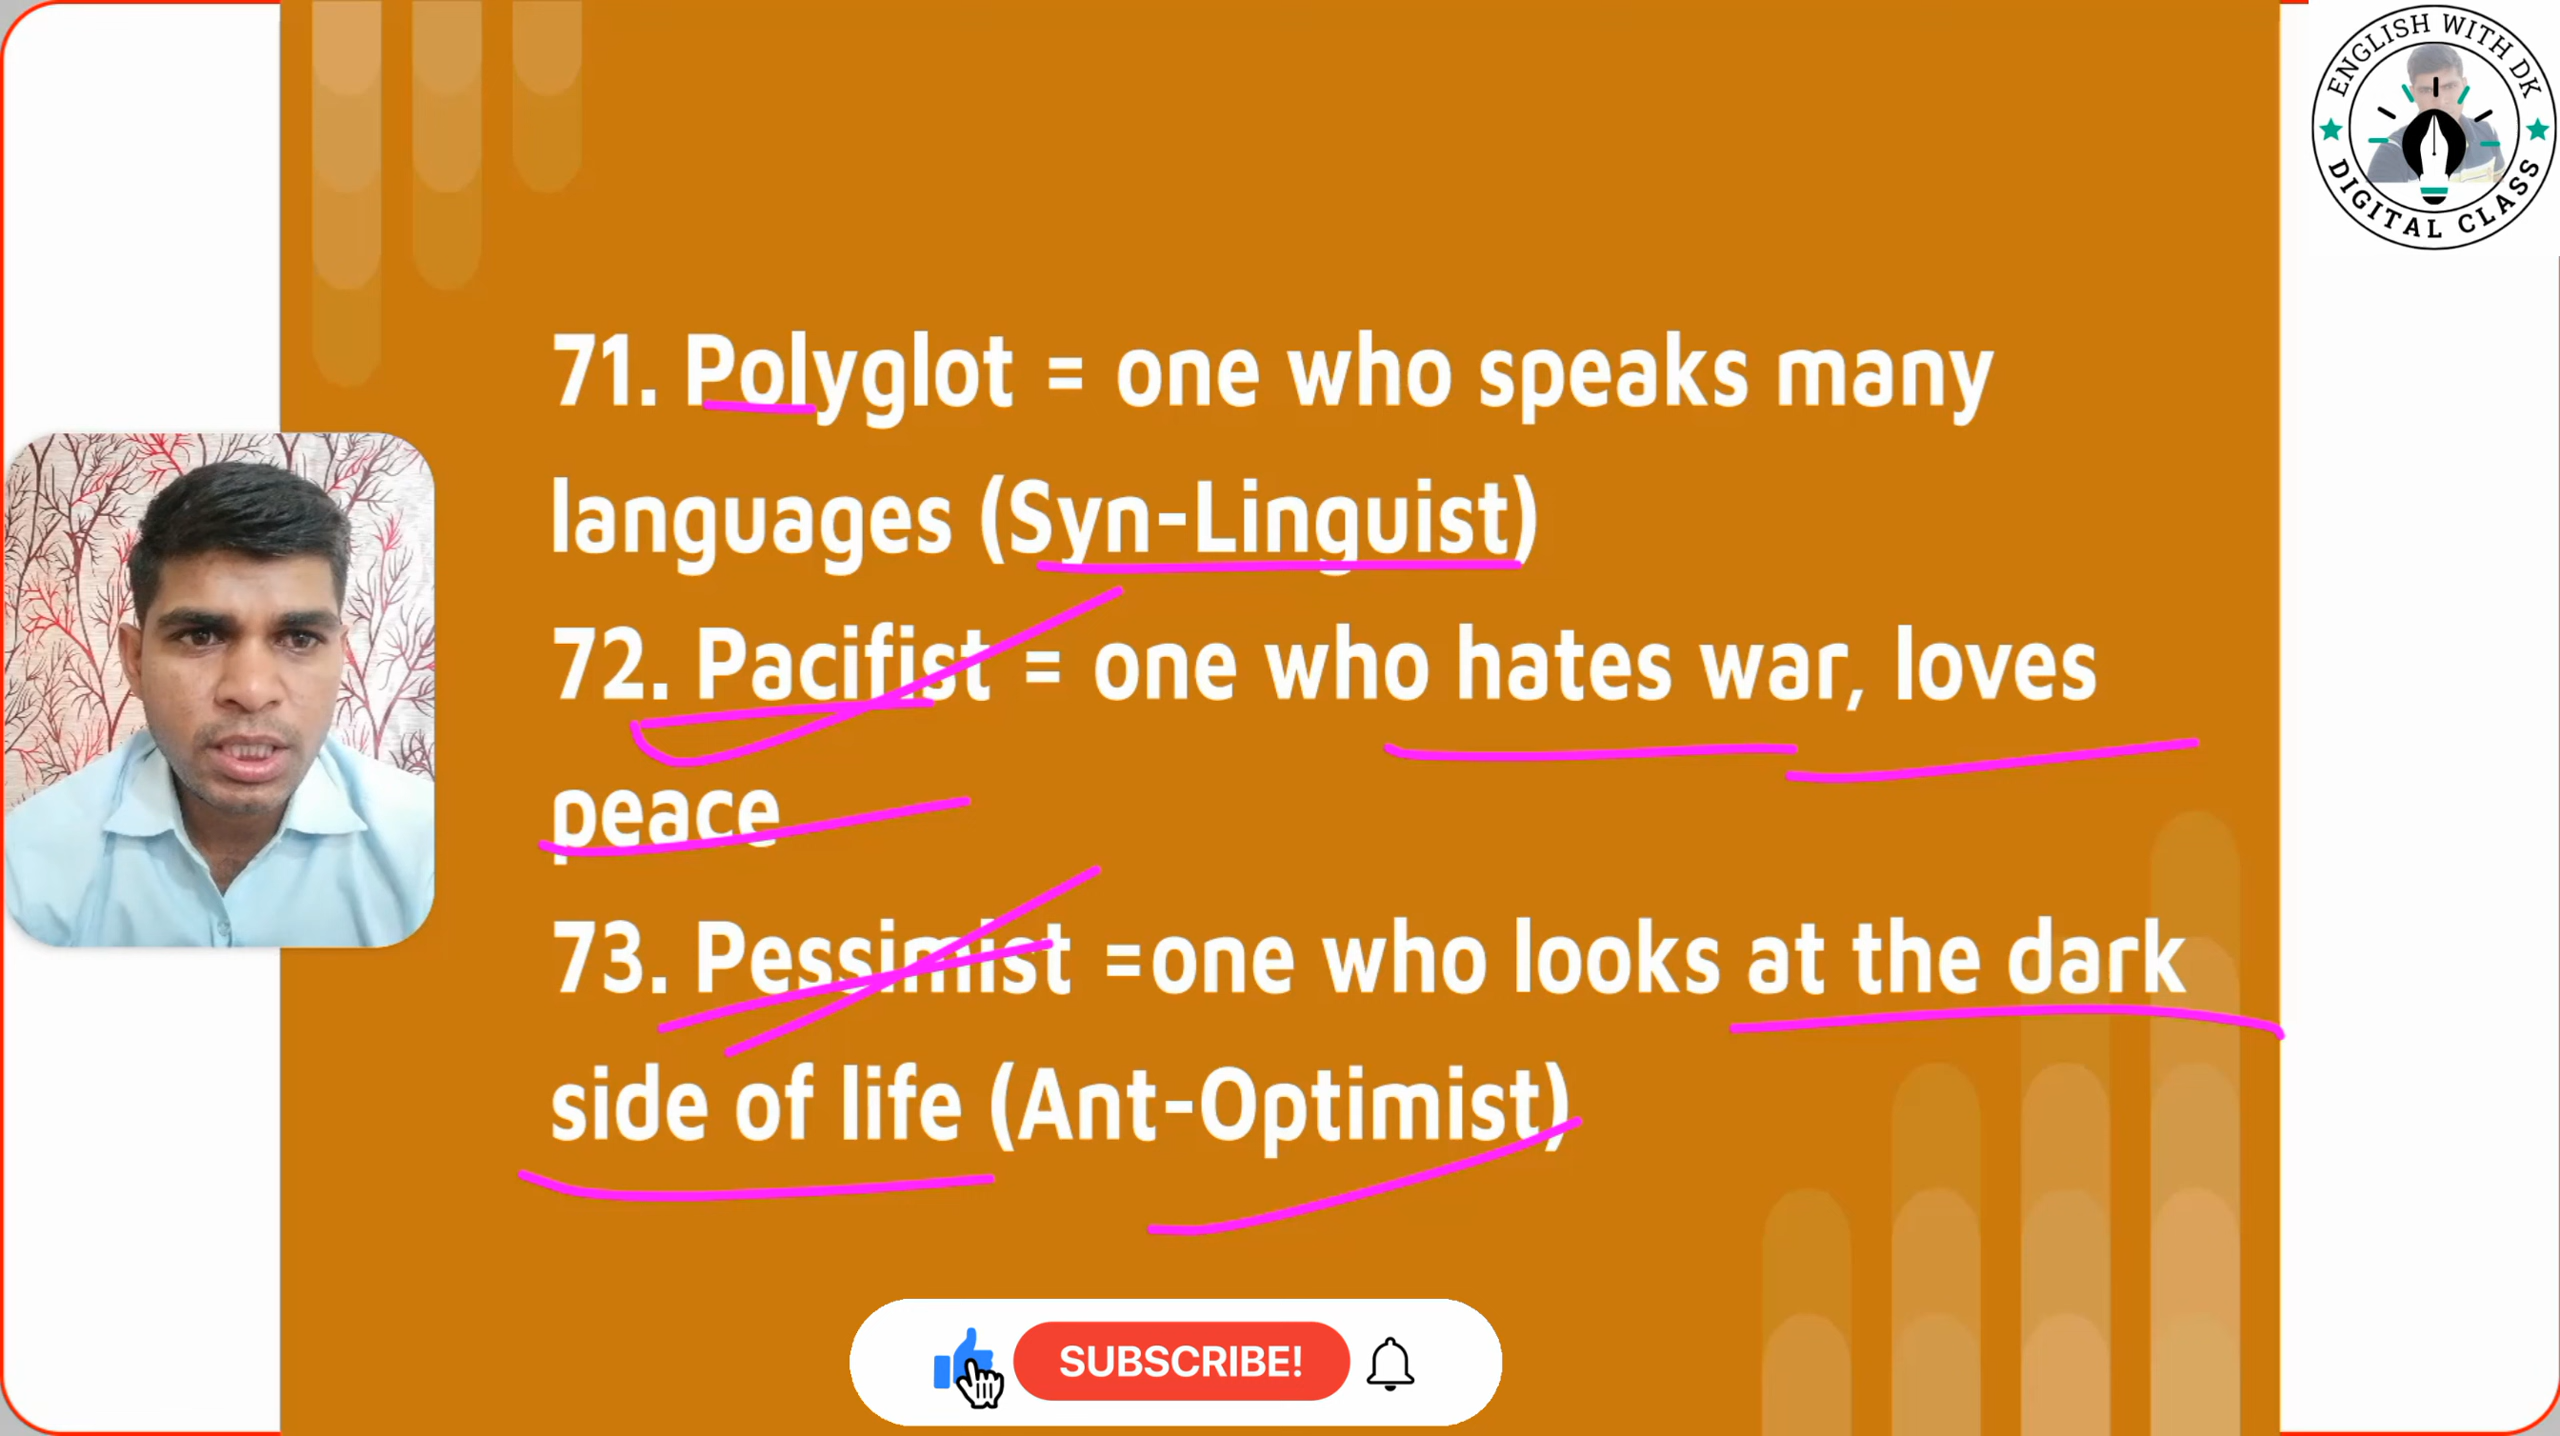 ENGLISH WITH DK
DIGITAL CLASS
71. Polyglot = one who speaks many
languages (Syn-Linguist)
72. Pacifist = one who hates war, loves
peace
73. Pessimist =one who looks at the dark
side of life (Ant-Optimist)
SUBSCRIBE!